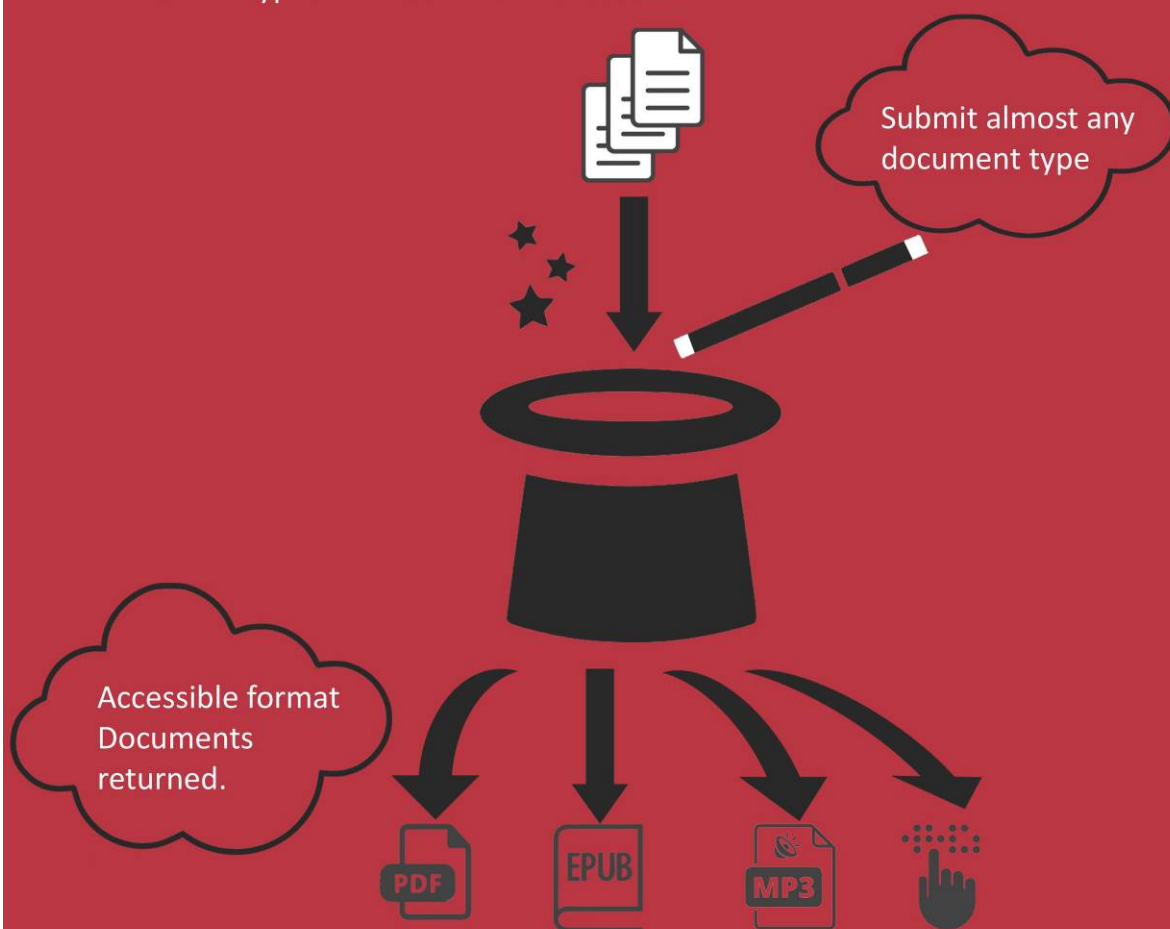 Submit almost any
document type
Accessible format
Documents
returned.
PDF
EPUB
MP3